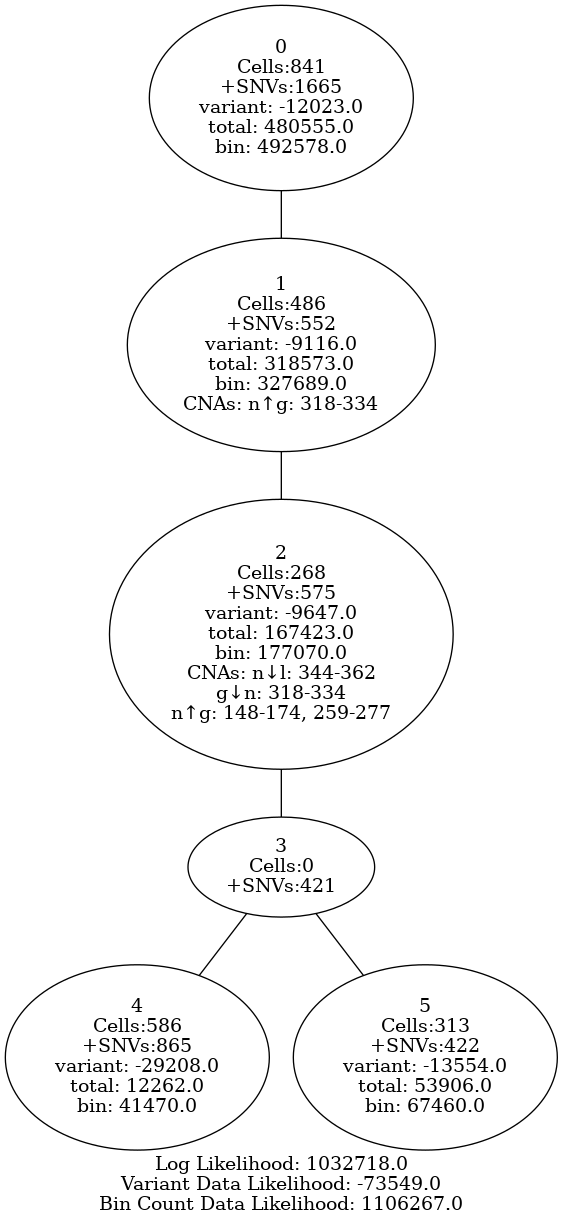 0
Cells:841
+SNVs:1665
variant: -12023.0
total: 480555.0
bin: 492578.0
1
Cells:486
+SNVs:552
variant: -9116.0
total: 318573.0
bin: 327689.0
CNAs: n↑g: 318-334
2
Cells:268
+SNVs:575
variant: -9647.0
total: 167423.0
bin: 177070.0
CNAs: n↓l: 344-362
g↓n: 318-334
n↑g: 148-174, 259-277
3
Cells:0
+SNVs:421
4
Cells:586
+SNVs:865
variant: -29208.0
total: 12262.0
bin: 41470.0
5
Cells:313
+SNVs:422
variant: -13554.0
total: 53906.0
bin: 67460.0
Log Likelihood: 1032718.0
Variant Data Likelihood: -73549.0
Bin Count Data Likelihood: 1106267.0